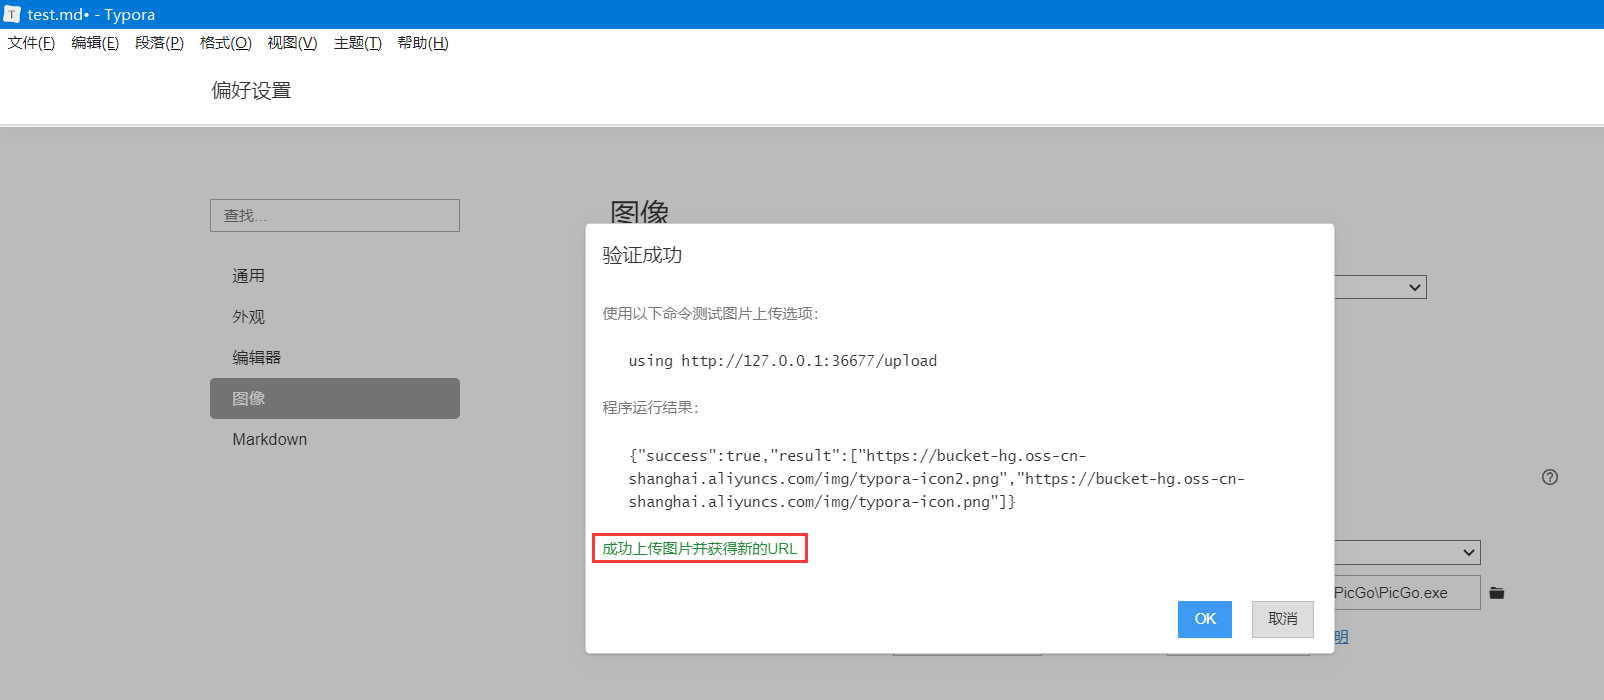 test.md• - Typora
文件(F) 编辑(E) 段落(P) 格式(O) 视图(V) 主题(T) 帮助(H)
偏好设置
查找...
通用
外观
编辑器
图像
Markdown
图像
验证成功
使用以下命令测试图片上传选项：
using http://127.0.0.1:36677/upload
程序运行结果：
{"success":true,"result":["https://bucket-hg.oss-cn-
shanghai.aliyuncs.com/img/typora-icon2.png","https://bucket-hg.oss-cn-
shanghai.aliyuncs.com/img/typora-icon.png"]}
成功上传图片并获得新的URL
OK 取消
PicGo\PicGo.exe
明